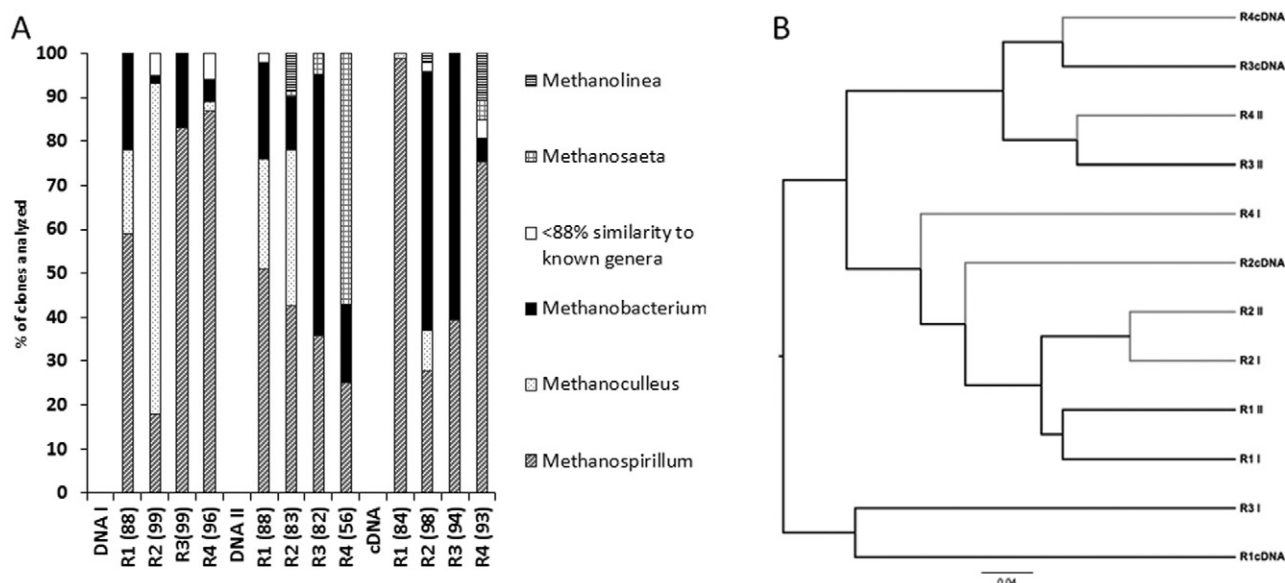 A
100
90
80
70
60
50
40
30
20
10
0
% of clones analyzed
DNA I
R1 (88)
R2 (99)
R3(99)
R4 (96)
DNA II
R1 (88)
R2 (83)
R3 (82)
R4 (56)
cDNA
R1 (84)
R2 (98)
R3 (94)
R4 (93)
Methanolinea
Methanosaeta
<88% similarity to
known genera
Methanobacterium
Methanoculleus
Methanospirillum
B
R4cDNA
R3cDNA
R4 II
R3 II
R4 I
R2cDNA
R2 II
R2 I
R1 II
R1 I
R3 I
R1cDNA